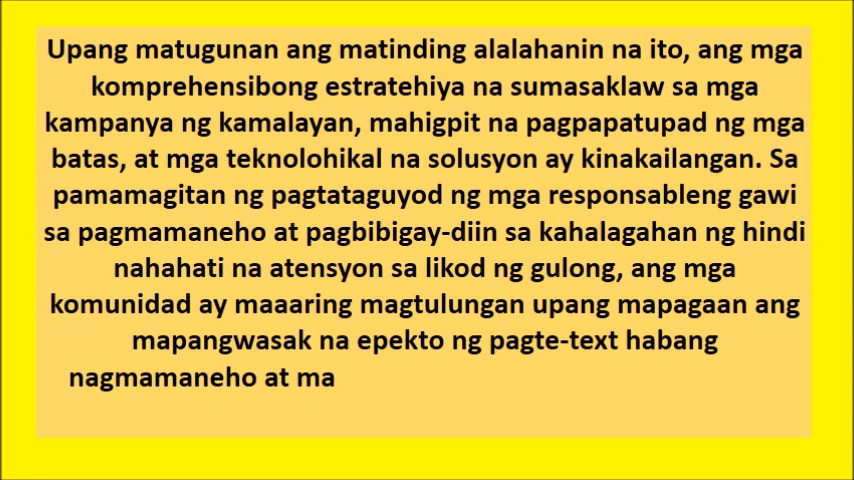 Upang matugunan ang matinding alalahanin na ito, ang mga
komprehensibong estratehiya na sumasaklaw sa mga
kampanya ng kamalayan, mahigpit na pagpapatupad ng mga
batas, at mga teknolohikal na solusyon ay kinakailangan. Sa
pamamagitan ng pagtataguyod ng mga responsableng gawi
sa pagmamaneho at pagbibigay-diin sa kahalagahan ng hindi
nahahati na atensyon sa likod ng gulong, ang mga
komunidad ay maaaring magtulungan upang mapagaan ang
mapangwasak na epekto ng pagte-text habang
nagmamaneho at ma